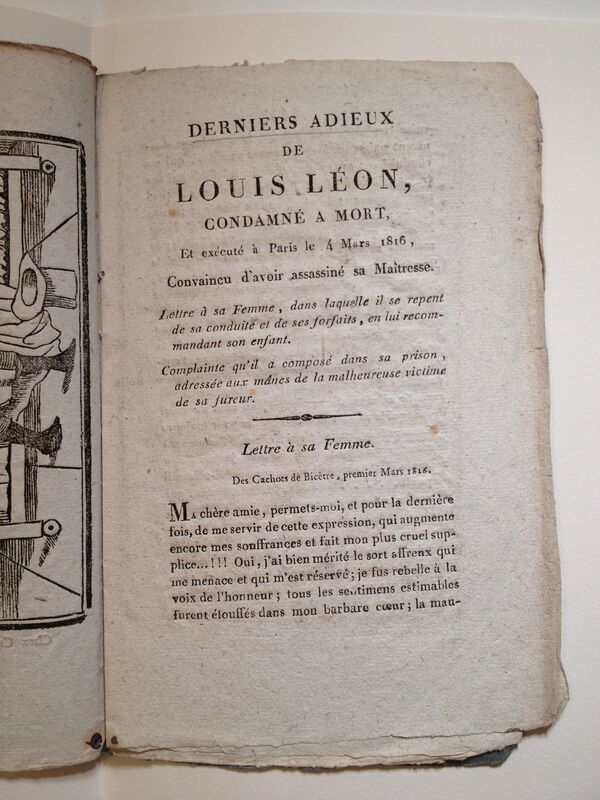 DERNIERS ADIEUX
DE
LOUIS LÉON,
CONDAMNÉ A MORT,
Et exécuté à Paris le 4 Mars 1816,
Convaincu d'avoir assassiné sa Maîtresse.
Lettre à sa Femme, dans laquelle il se repent
de sa conduite et de ses forfaits, en lui recom-
mandant son enfant.
Complainte qu'il a composé dans sa prison,
adressée aux mânes de la malheureuse victime
de sa fureur.
Lettre à sa Femme.
Des Cachots de Bicêtre, premier Mars 1816.
MA chère amie, permets-moi, et pour la dernière
fois, de me servir de cette expression, qui augmente
encore mes souffrances et fait mon plus cruel sup-
plice...!!! Oui, j'ai bien mérité le sort affreux qui
me menace et qui m'est réservé; je fus rebelle à la
voix de l'honneur; tous les sentimens estimables
furent étouffés dans mon barbare cœur; la mau-